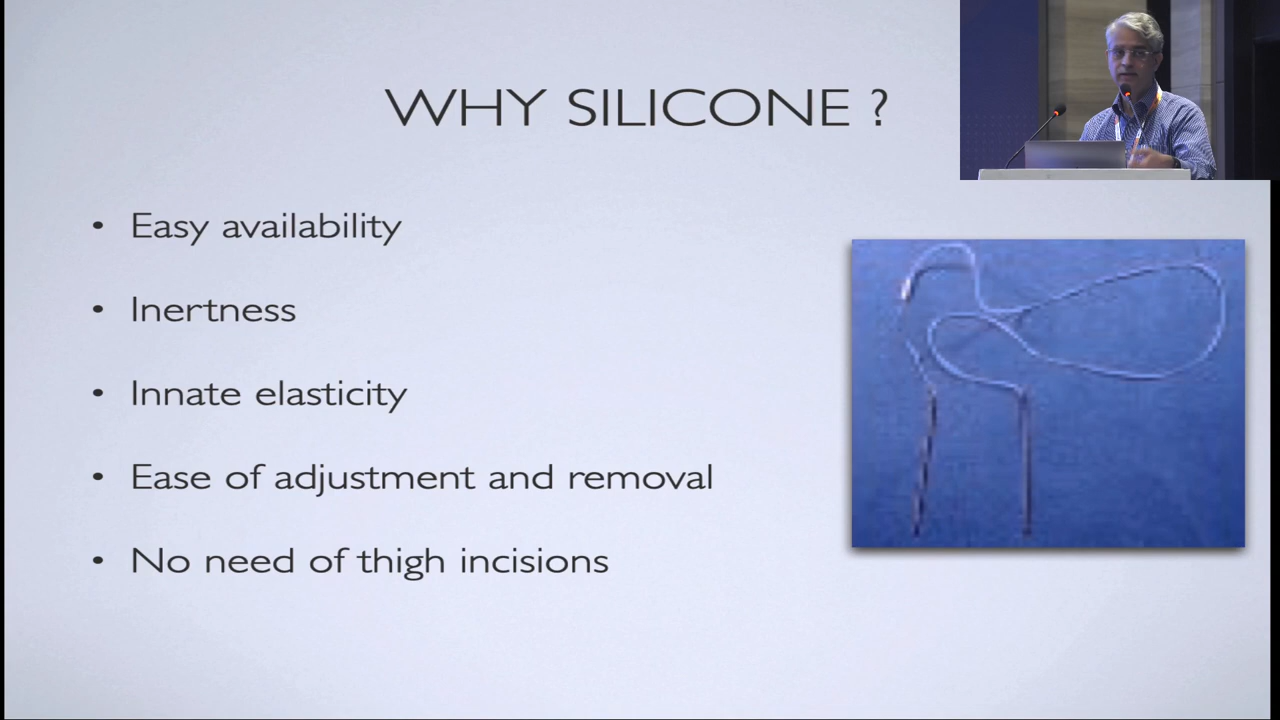 WHY SILICONE ?
• Easy availability
• Inertness
• Innate elasticity
• Ease of adjustment and removal
• No need of thigh incisions